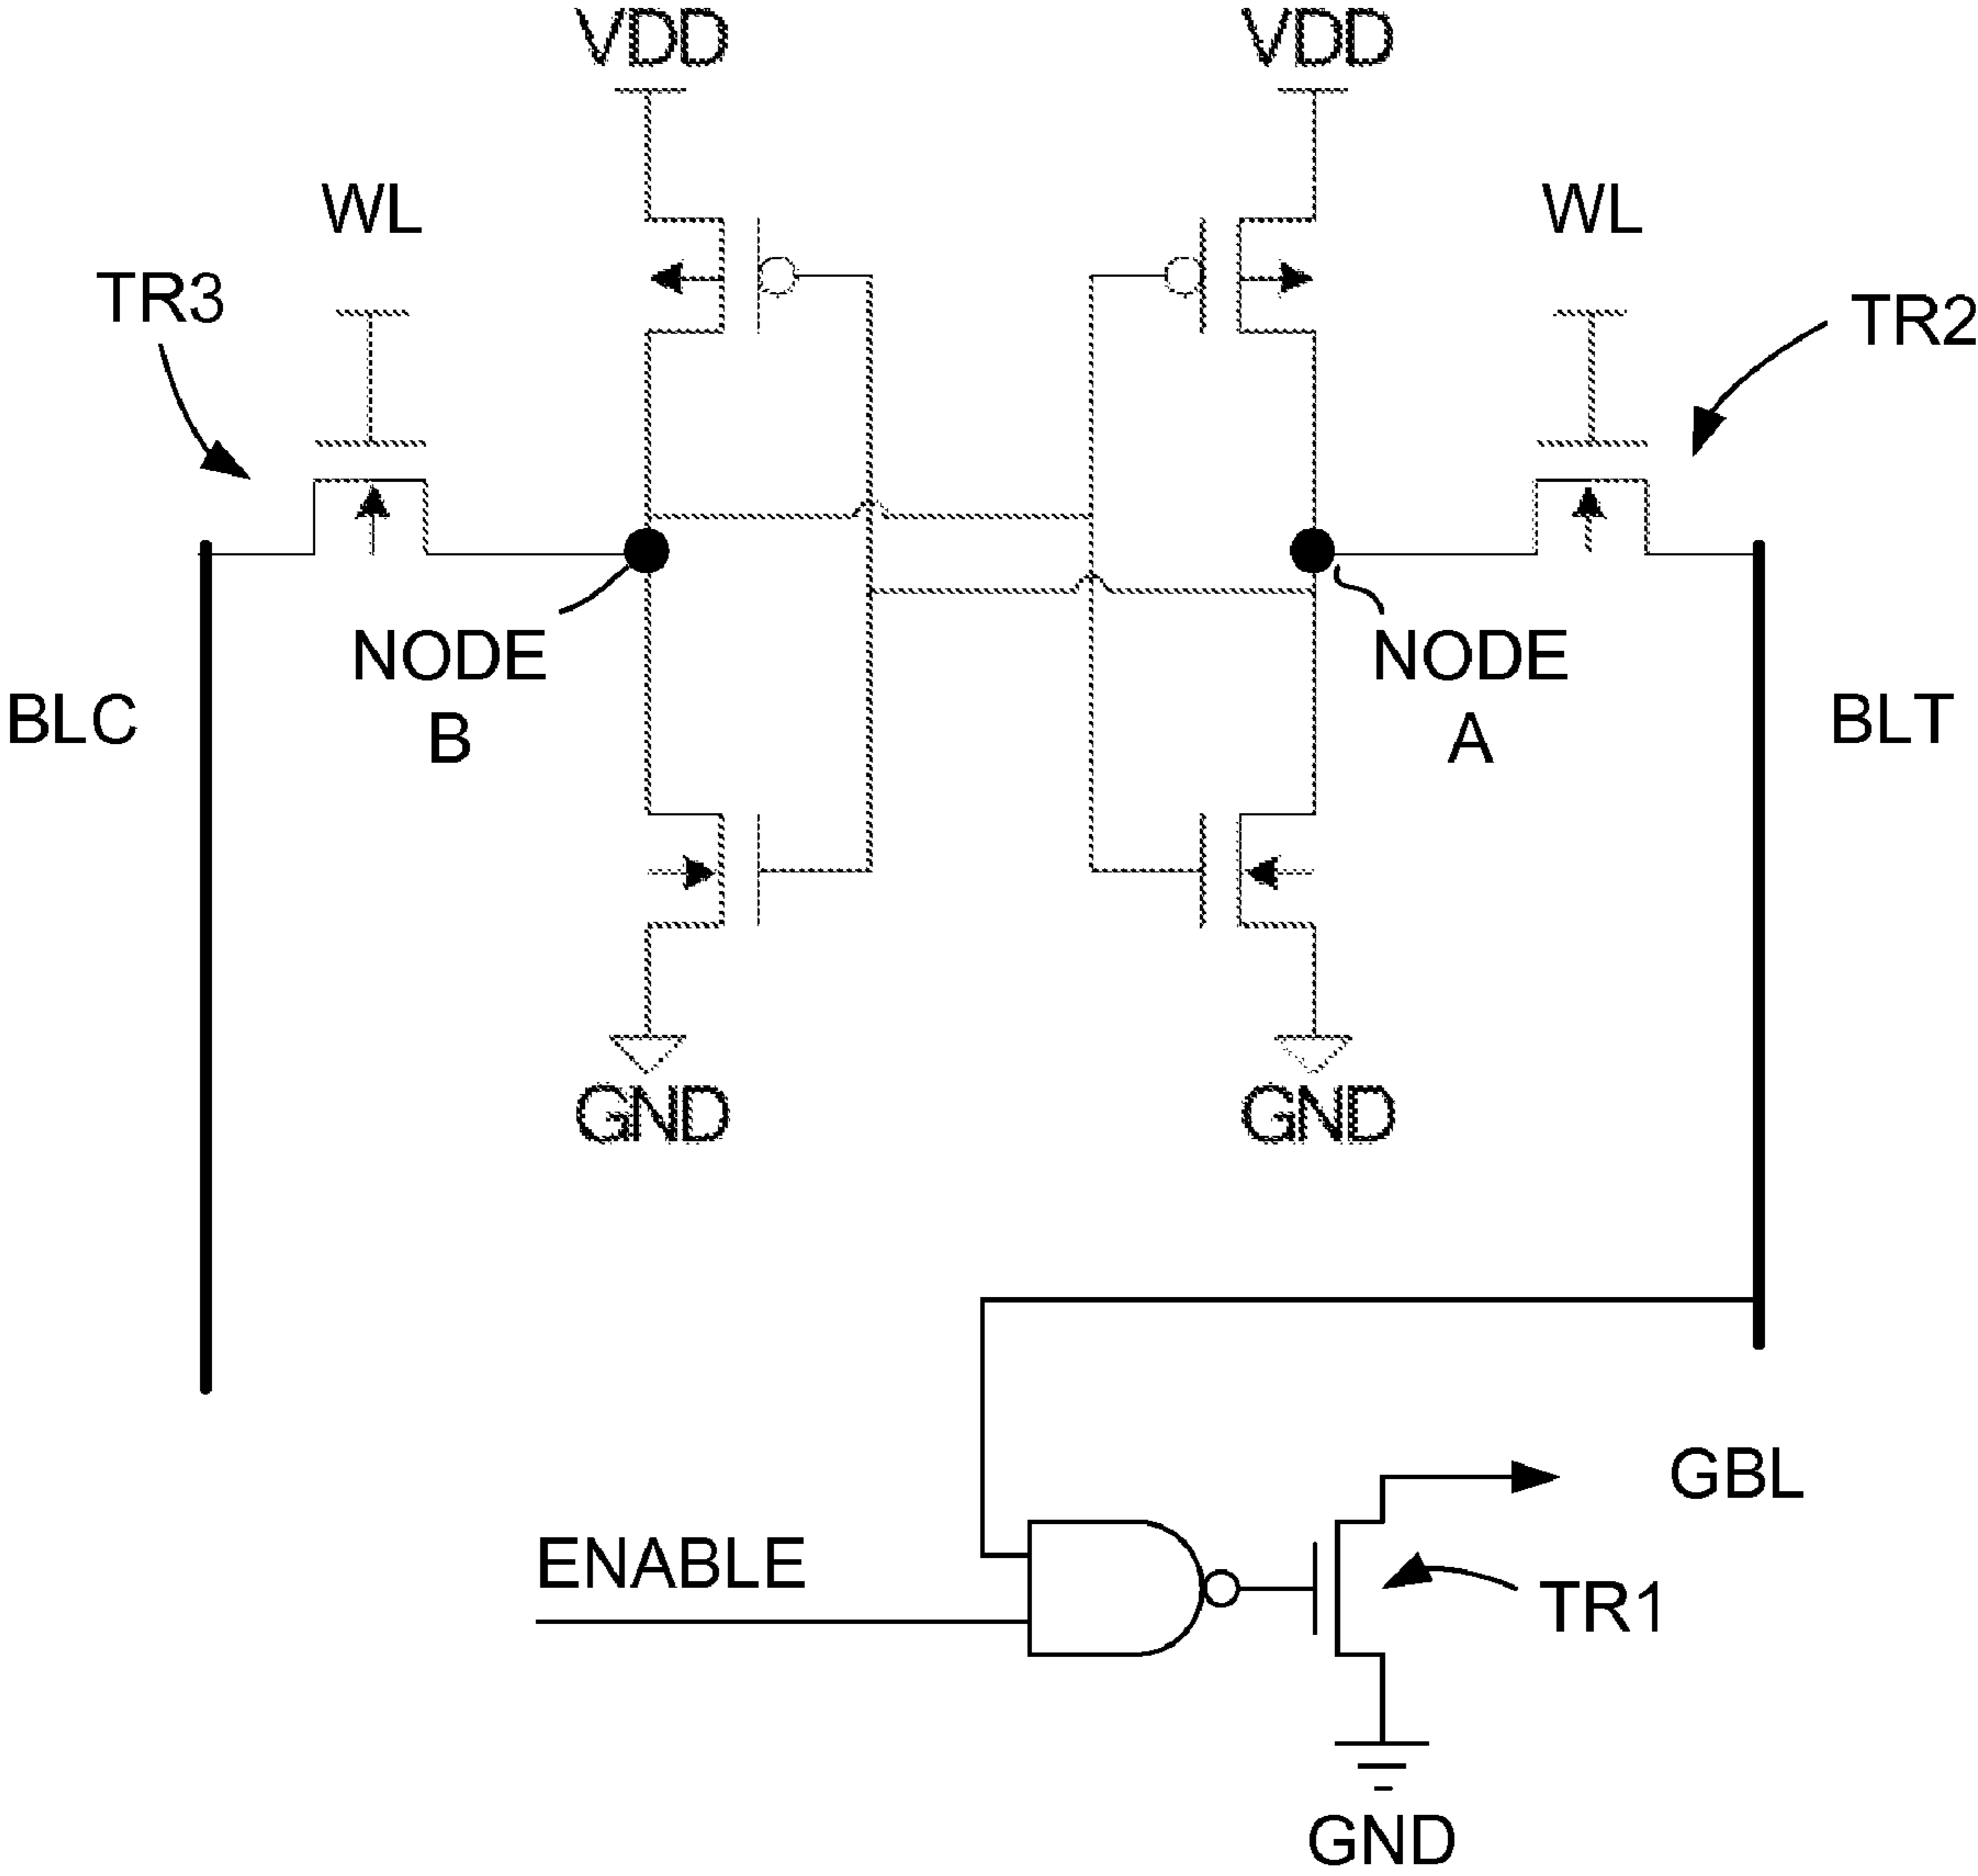 VDD
VDD
WL
WL
TR3
TR2
NODE
B
NODE
A
BLC
BLT
GND
GND
GBL
ENABLE
TR1
GND